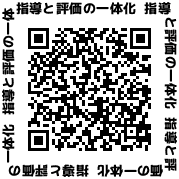 指導と評価の一体化 指導
と評価の一体化 指導と評
価の一体化 指導と評価の
一体化 指導と評価の一体